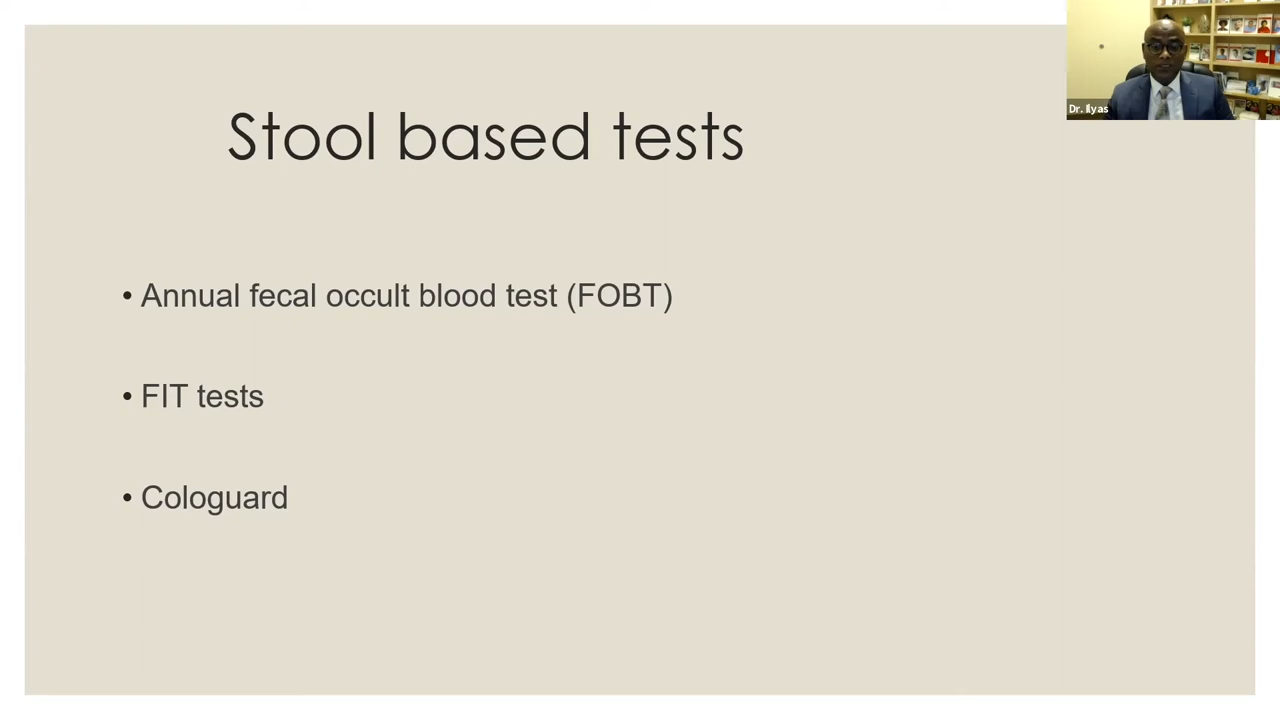 Stool based tests
Dr. Ilyas
• Annual fecal occult blood test (FOBT)
• FIT tests
• Cologuard